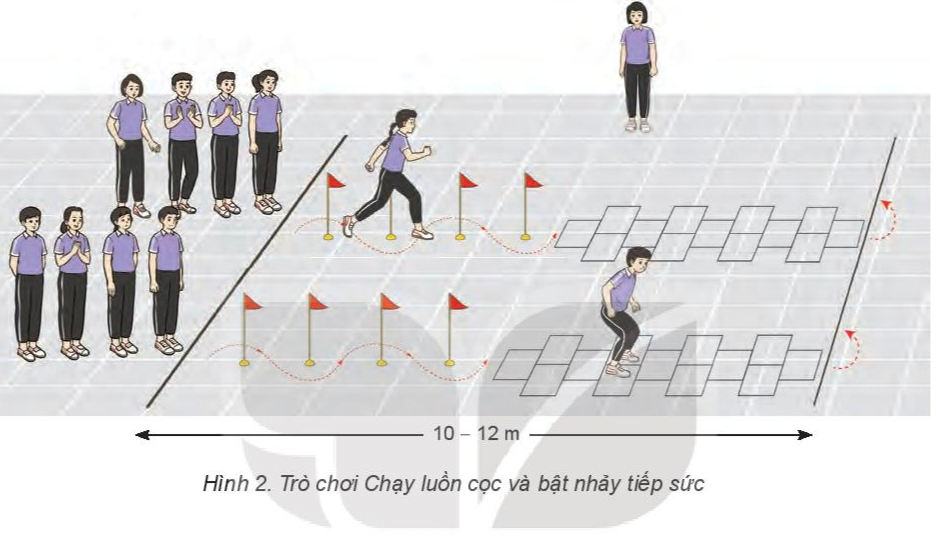 10 – 12 m
Hình 2. Trò chơi Chạy luồn cọc và bật nhảy tiếp sức